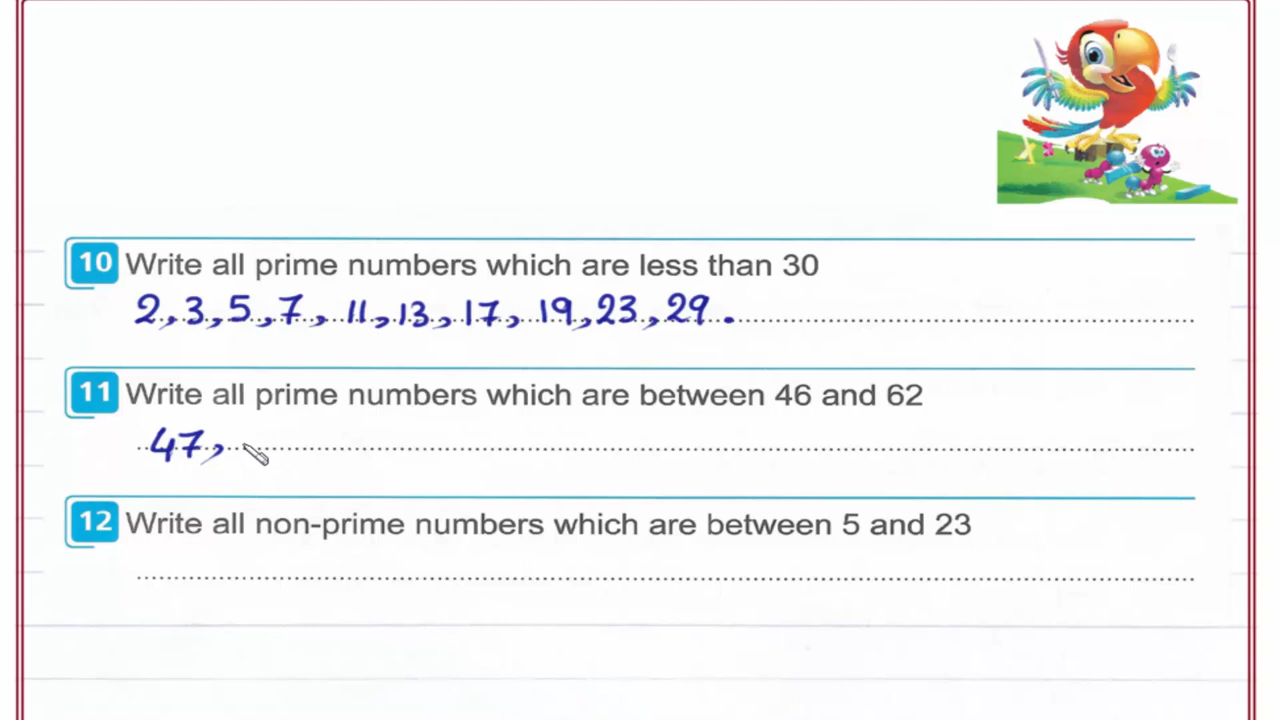 10 Write all prime numbers which are less than 30
2, 3, 5, 7, 11, 13, 17, 19, 23, 29.
11 Write all prime numbers which are between 46 and 62
47,
12 Write all non-prime numbers which are between 5 and 23